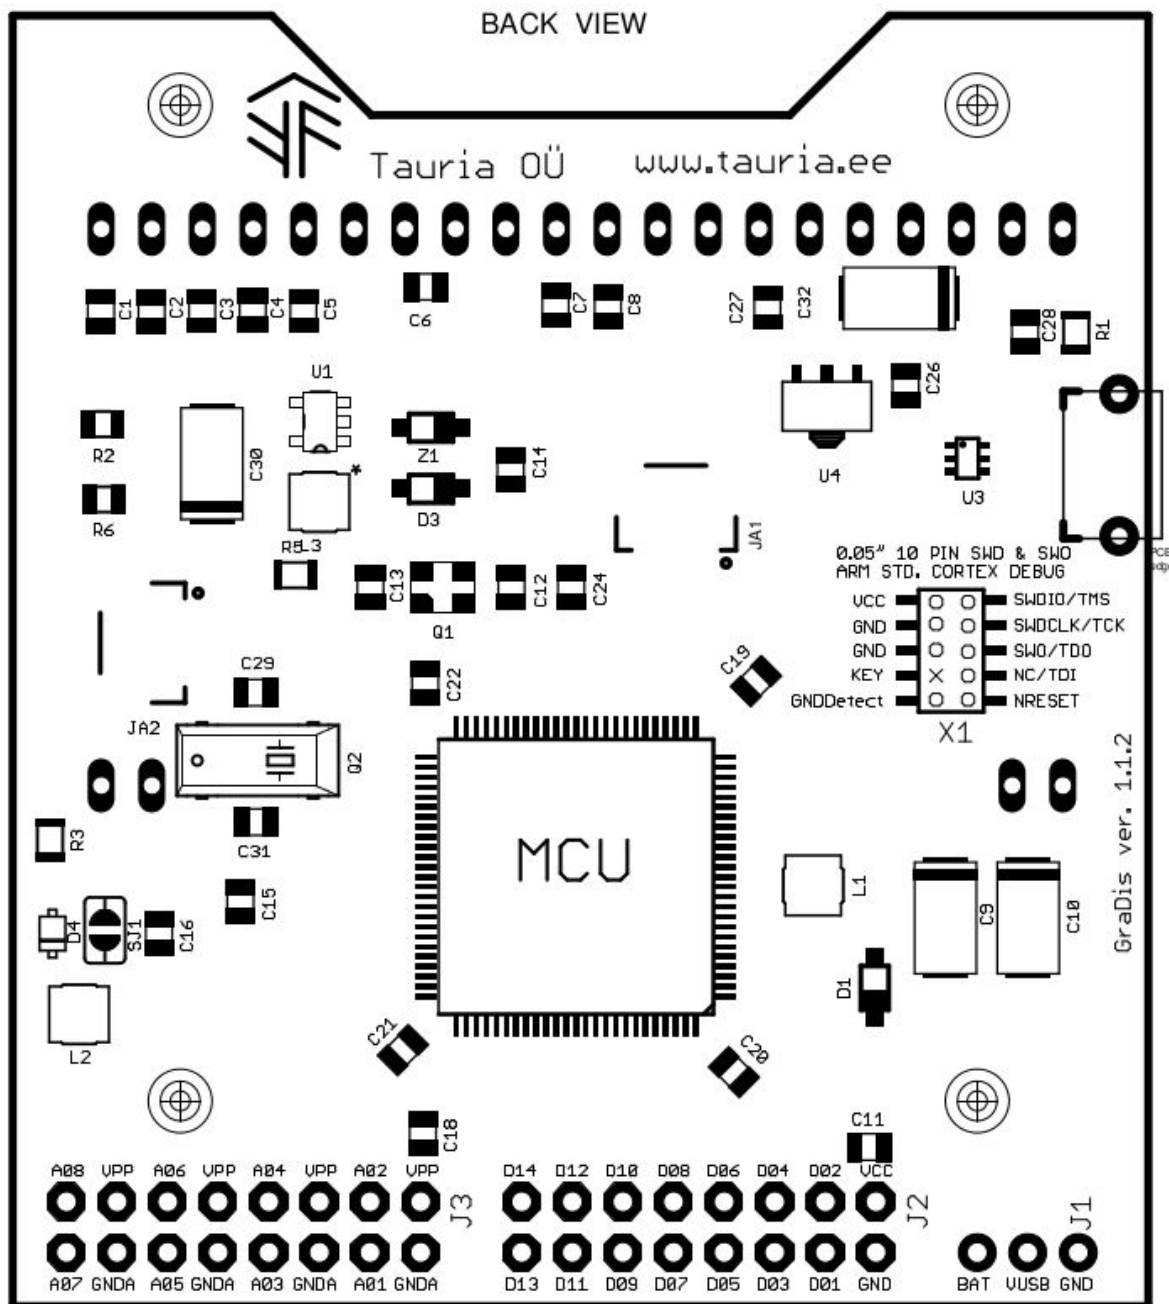 BACK VIEW
Tauria OÜ www.tauria.ee
C1 C2 C3 C4 C5 C6 C7 C8 C27 C32 C28 R1
U1 C26
R2 C30 Z1 C14 U4 U3
R6 L3 D3 JA1
R5
0.05" 10 PIN SWD & SWO
ARM STD. CORTEX DEBUG
C13 Q1 C12 C24
VCC SWDIO/TMS
GND SWDCLK/TCK
GND SWO/TDO
KEY NC/TDI
GNDDetect NRESET
X1
C29 C22 C19
JA2 Q2
GraDis ver. 1.1.2
R3 C31
MCU
C15 L1 C9 C10
D4 SJ1 C16
D1
L2 C21 C20
C18 C11
A08 VPP A06 VPP A04 VPP A02 VPP D14 D12 D10 D08 D06 D04 D02 VCC
J3 J2 J1
A07 GNDA A05 GNDA A03 GNDA A01 GNDA D13 D11 D09 D07 D05 D03 D01 GND BAT VUSB GND